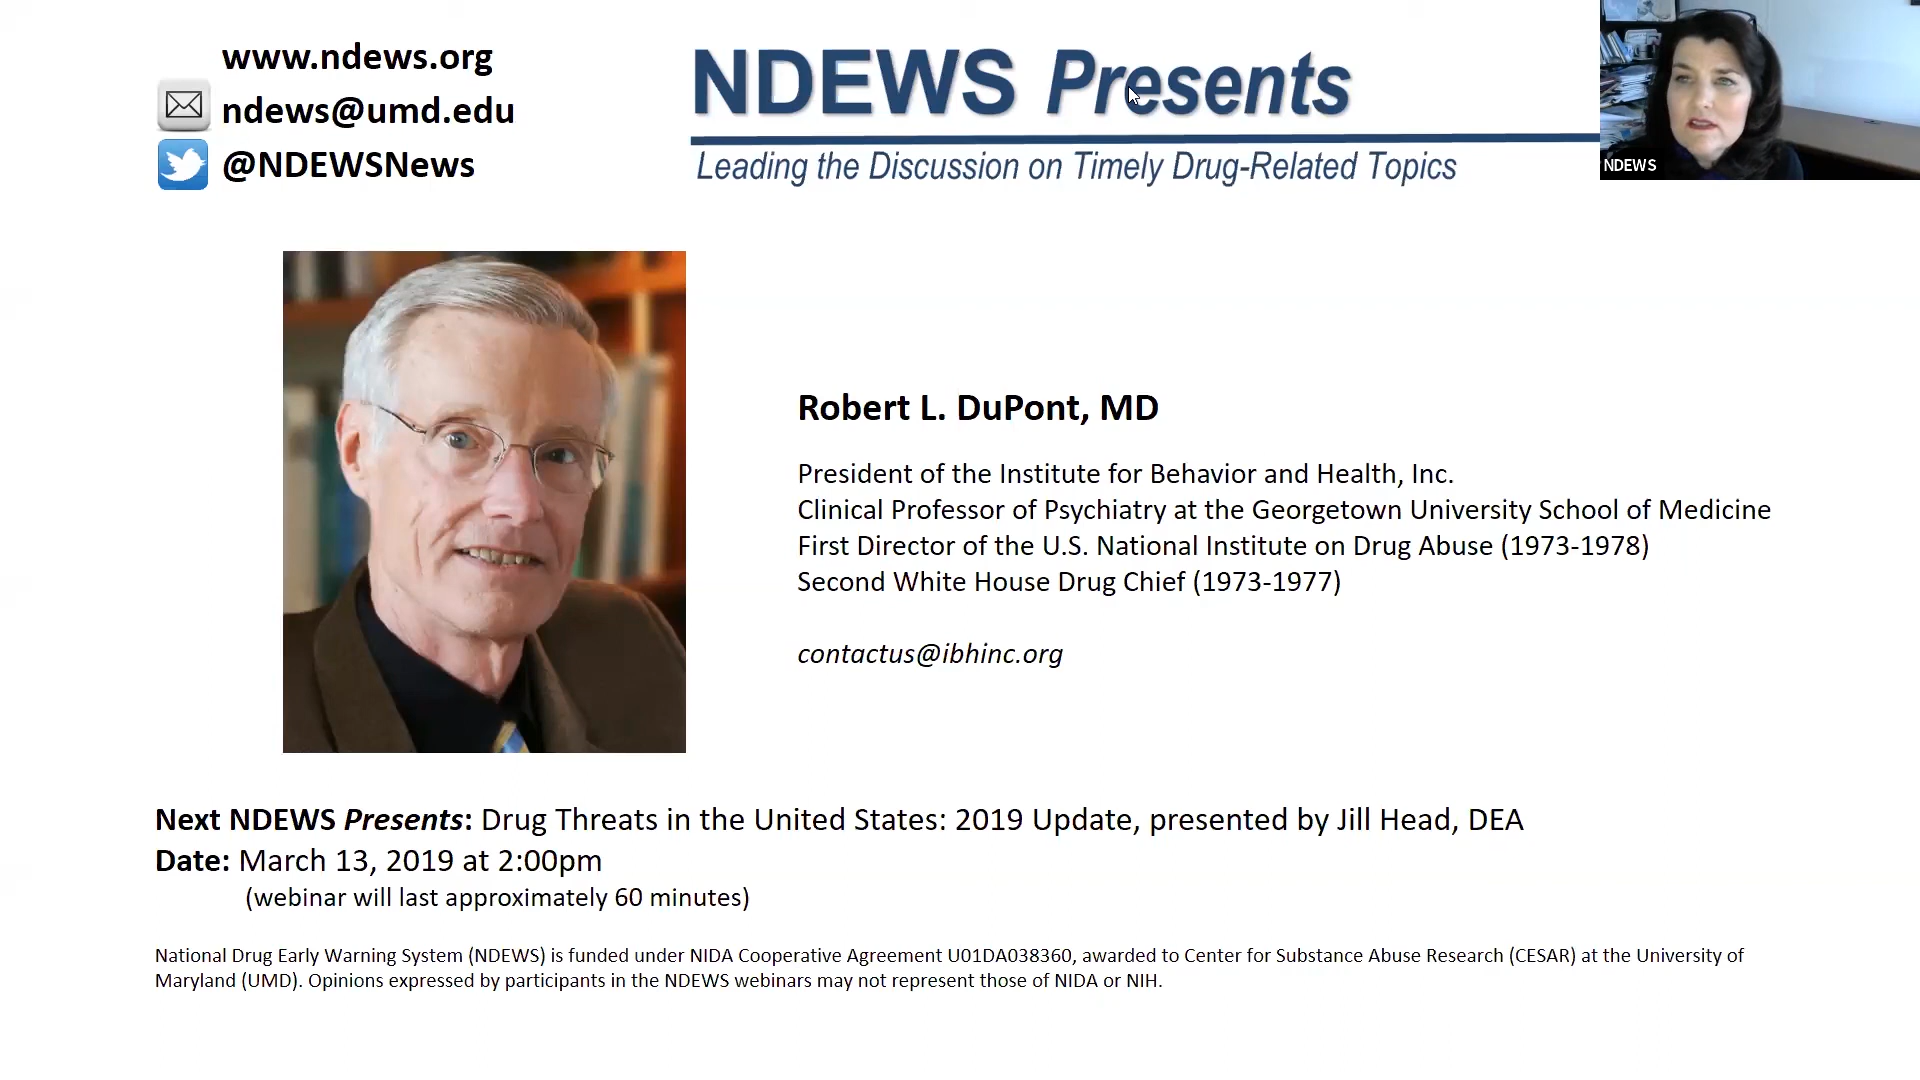 www.ndews.org
ndews@umd.edu
@NDEWSNews
NDEWS Presents
Leading the Discussion on Timely Drug-Related Topics
NDEWS
Robert L. DuPont, MD
President of the Institute for Behavior and Health, Inc.
Clinical Professor of Psychiatry at the Georgetown University School of Medicine
First Director of the U.S. National Institute on Drug Abuse (1973-1978)
Second White House Drug Chief (1973-1977)
contactus@ibhinc.org
Next NDEWS Presents: Drug Threats in the United States: 2019 Update, presented by Jill Head, DEA
Date: March 13, 2019 at 2:00pm
(webinar will last approximately 60 minutes)
National Drug Early Warning System (NDEWS) is funded under NIDA Cooperative Agreement U01DA038360, awarded to Center for Substance Abuse Research (CESAR) at the University of
Maryland (UMD). Opinions expressed by participants in the NDEWS webinars may not represent those of NIDA or NIH.